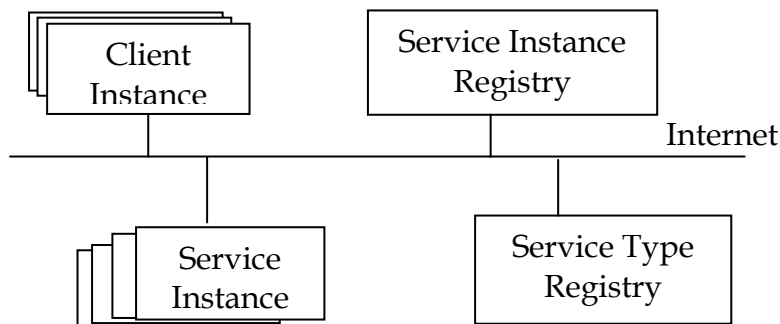 Client
Instance
Service Instance
Registry
Internet
Service
Instance
Service Type
Registry